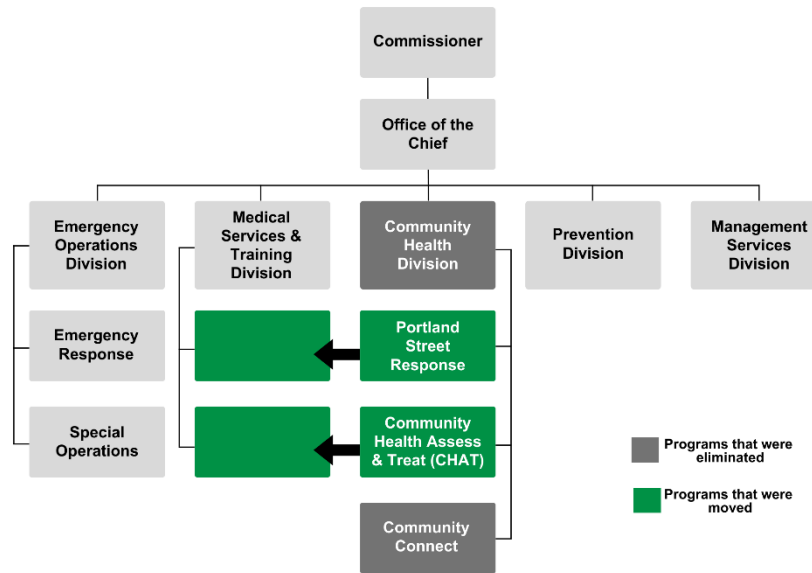 Commissioner
Office of the
Chief
Emergency
Operations
Division
Medical
Services &
Training
Division
Community
Health
Division
Prevention
Division
Management
Services
Division
Emergency
Response
Portland
Street
Response
Special
Operations
Community
Health Assess
& Treat (CHAT)
Community
Connect
Programs that were
eliminated
Programs that were
moved